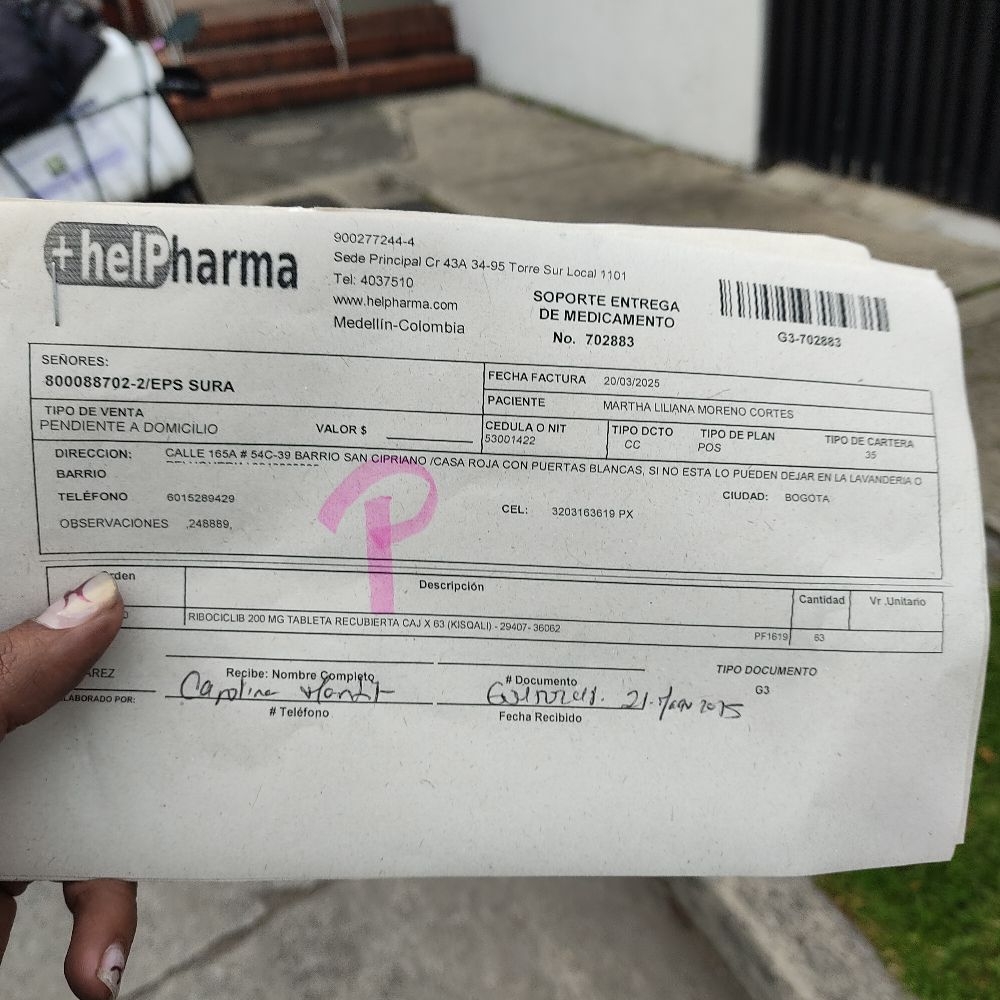 +helPharma
900277244-4
Sede Principal Cr 43A 34-95 Torre Sur Local 1101
Tel: 4037510
www.helpharma.com
Medellín-Colombia
SOPORTE ENTREGA
DE MEDICAMENTO
No. 702883
G3-702883
SEÑORES:
800088702-2/EPS SURA
FECHA FACTURA 20/03/2025
PACIENTE MARTHA LILIANA MORENO CORTES
TIPO DE VENTA
PENDIENTE A DOMICILIO VALOR $
CEDULA O NIT
53001422
TIPO DCTO
CC
TIPO DE PLAN
POS
TIPO DE CARTERA
35
DIRECCION: CALLE 165A # 54C-39 BARRIO SAN CIPRIANO /CASA ROJA CON PUERTAS BLANCAS, SI NO ESTA LO PUEDEN DEJAR EN LA LAVANDERIA O
BARRIO
TELÉFONO 6015289429
CEL: 3203163619 PX
CIUDAD: BOGOTA
OBSERVACIONES ,248889,
P
Descripción Cantidad Vr .Unitario
RIBOCICLIB 200 MG TABLETA RECUBIERTA CAJ X 63 (KISQALI) - 29407- 36062 PF1619 63
AREZ
LABORADO POR:
Recibe: Nombre Completo
Carolina
# Teléfono
# Documento
21.
2025
Fecha Recibido
TIPO DOCUMENTO
G3